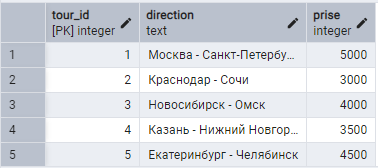 tour_id direction prise
[PK] integer text integer
1 1 Москва - Санкт-Петербу... 5000
2 2 Краснодар - Сочи 3000
3 3 Новосибирск - Омск 4000
4 4 Казань - Нижний Новгор... 3500
5 5 Екатеринбург - Челябинск 4500